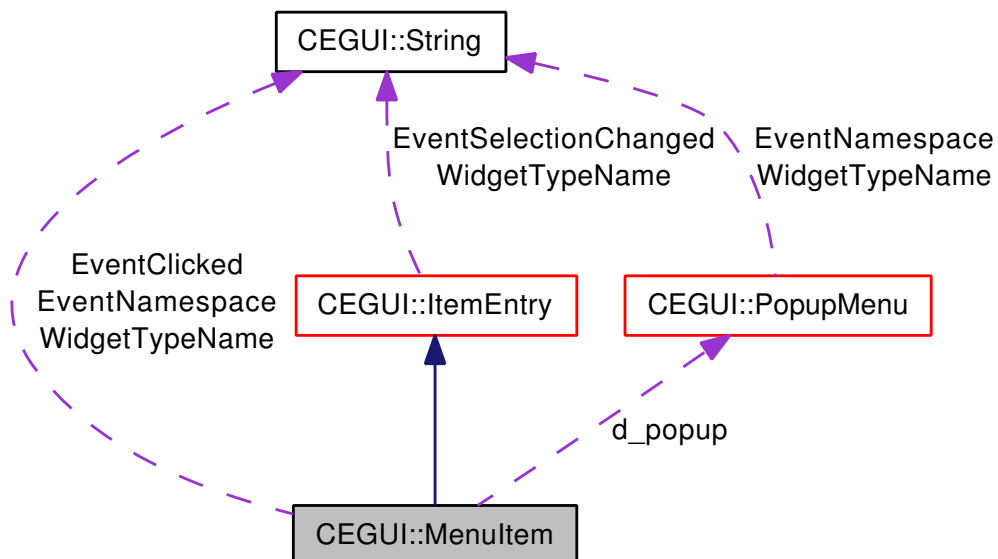 CEGUI::String
EventSelectionChanged
WidgetTypeName
EventNamespace
WidgetTypeName
EventClicked
EventNamespace
WidgetTypeName
CEGUI::ItemEntry
CEGUI::PopupMenu
d_popup
CEGUI::MenuItem